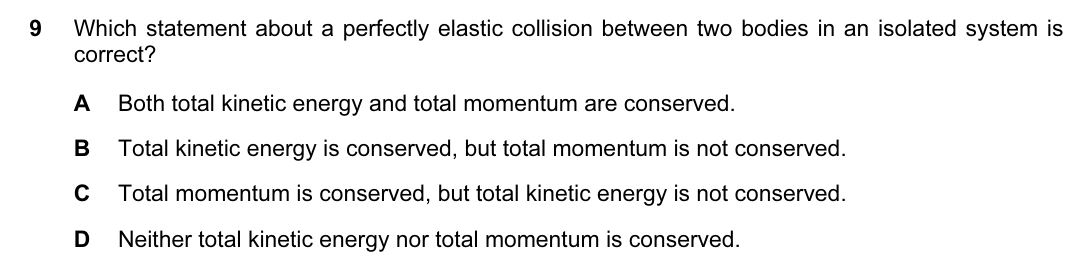 9 Which statement about a perfectly elastic collision between two bodies in an isolated system is
correct?
A Both total kinetic energy and total momentum are conserved.
B Total kinetic energy is conserved, but total momentum is not conserved.
C Total momentum is conserved, but total kinetic energy is not conserved.
D Neither total kinetic energy nor total momentum is conserved.